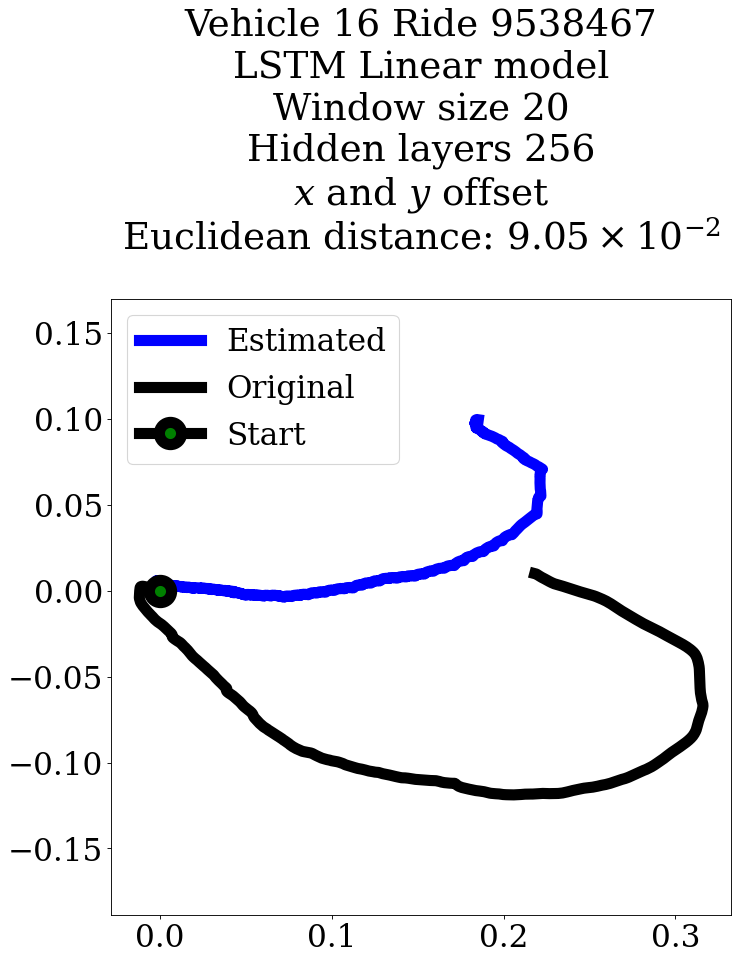 Vehicle 16 Ride 9538467
LSTM Linear model
Window size 20
Hidden layers 256
x and y offset
Euclidean distance: 9.05 × 10⁻²
Estimated
Original
Start
0.15
0.10
0.05
0.00
−0.05
−0.10
−0.15
0.0 0.1 0.2 0.3